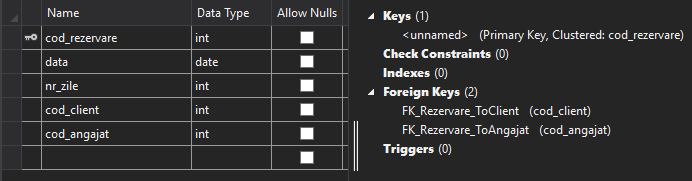 Name Data Type Allow Nulls
cod_rezervare int
data date
nr_zile int
cod_client int
cod_angajat int
Keys (1)
<unnamed> (Primary Key, Clustered: cod_rezervare)
Check Constraints (0)
Indexes (0)
Foreign Keys (2)
FK_Rezervare_ToClient (cod_client)
FK_Rezervare_ToAngajat (cod_angajat)
Triggers (0)